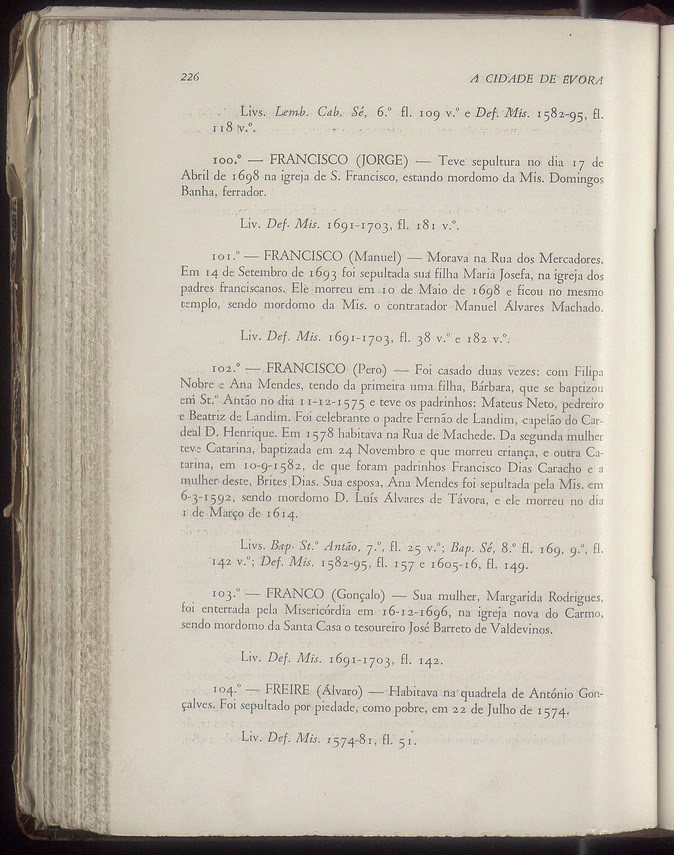 226 A CIDADE DE ÉVORA
Livs. Lemb. Cab. Sé, 6.º fl. 109 v.º e Def. Mis. 1582-95, fl.
118 v.º.
100.º — FRANCISCO (JORGE) — Teve sepultura no dia 17 de
Abril de 1698 na igreja de S. Francisco, estando mordomo da Mis. Domingos
Banha, ferrador.
Liv. Def. Mis. 1691-1703, fl. 181 v.º.
101.º — FRANCISCO (Manuel) — Morava na Rua dos Mercadores.
Em 14 de Setembro de 1693 foi sepultada sua filha Maria Josefa, na igreja dos
padres franciscanos. Ele morreu em 10 de Maio de 1698 e ficou no mesmo
templo, sendo mordomo da Mis. o contratador Manuel Álvares Machado.
Liv. Def. Mis. 1691-1703, fl. 38 v.º e 182 v.º.
102.º — FRANCISCO (Pero) — Foi casado duas vezes: com Filipa
Nobre e Ana Mendes, tendo da primeira uma filha, Bárbara, que se baptizou
em St.º Antão no dia 11-12-1575 e teve os padrinhos: Mateus Neto, pedreiro
e Beatriz de Landim. Foi celebrante o padre Fernão de Landim, capelão do Car-
deal D. Henrique. Em 1578 habitava na Rua de Machede. Da segunda mulher
teve Catarina, baptizada em 24 Novembro e que morreu criança, e outra Ca-
tarina, em 10-9-1582, de que foram padrinhos Francisco Dias Caracho e a
mulher deste, Brites Dias. Sua esposa, Ana Mendes foi sepultada pela Mis. em
6-3-1592, sendo mordomo D. Luís Álvares de Távora, e ele morreu no dia
1 de Março de 1614.
Livs. Bap. St.º Antão, 7.º, fl. 25 v.º; Bap. Sé, 8.º fl. 169, 9.º, fl.
142 v.º; Def. Mis. 1582-95, fl. 157 e 1605-16, fl. 149.
103.º — FRANCO (Gonçalo) — Sua mulher, Margarida Rodrigues,
foi enterrada pela Misericórdia em 16-12-1696, na igreja nova do Carmo,
sendo mordomo da Santa Casa o tesoureiro José Barreto de Valdevinos.
Liv. Def. Mis. 1691-1703, fl. 142.
104.º — FREIRE (Álvaro) — Habitava na quadrela de António Gon-
çalves. Foi sepultado por piedade, como pobre, em 22 de Julho de 1574.
Liv. Def. Mis. 1574-81, fl. 51.